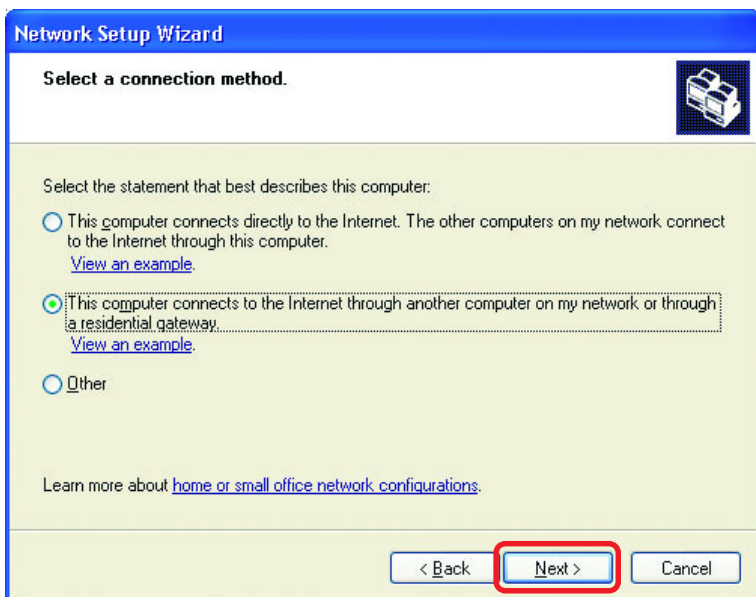 Network Setup Wizard
Select a connection method.
Select the statement that best describes this computer:
This computer connects directly to the Internet. The other computers on my network connect
to the Internet through this computer.
View an example.
This computer connects to the Internet through another computer on my network or through
a residential gateway.
View an example.
Other
Learn more about home or small office network configurations.
< Back Next > Cancel